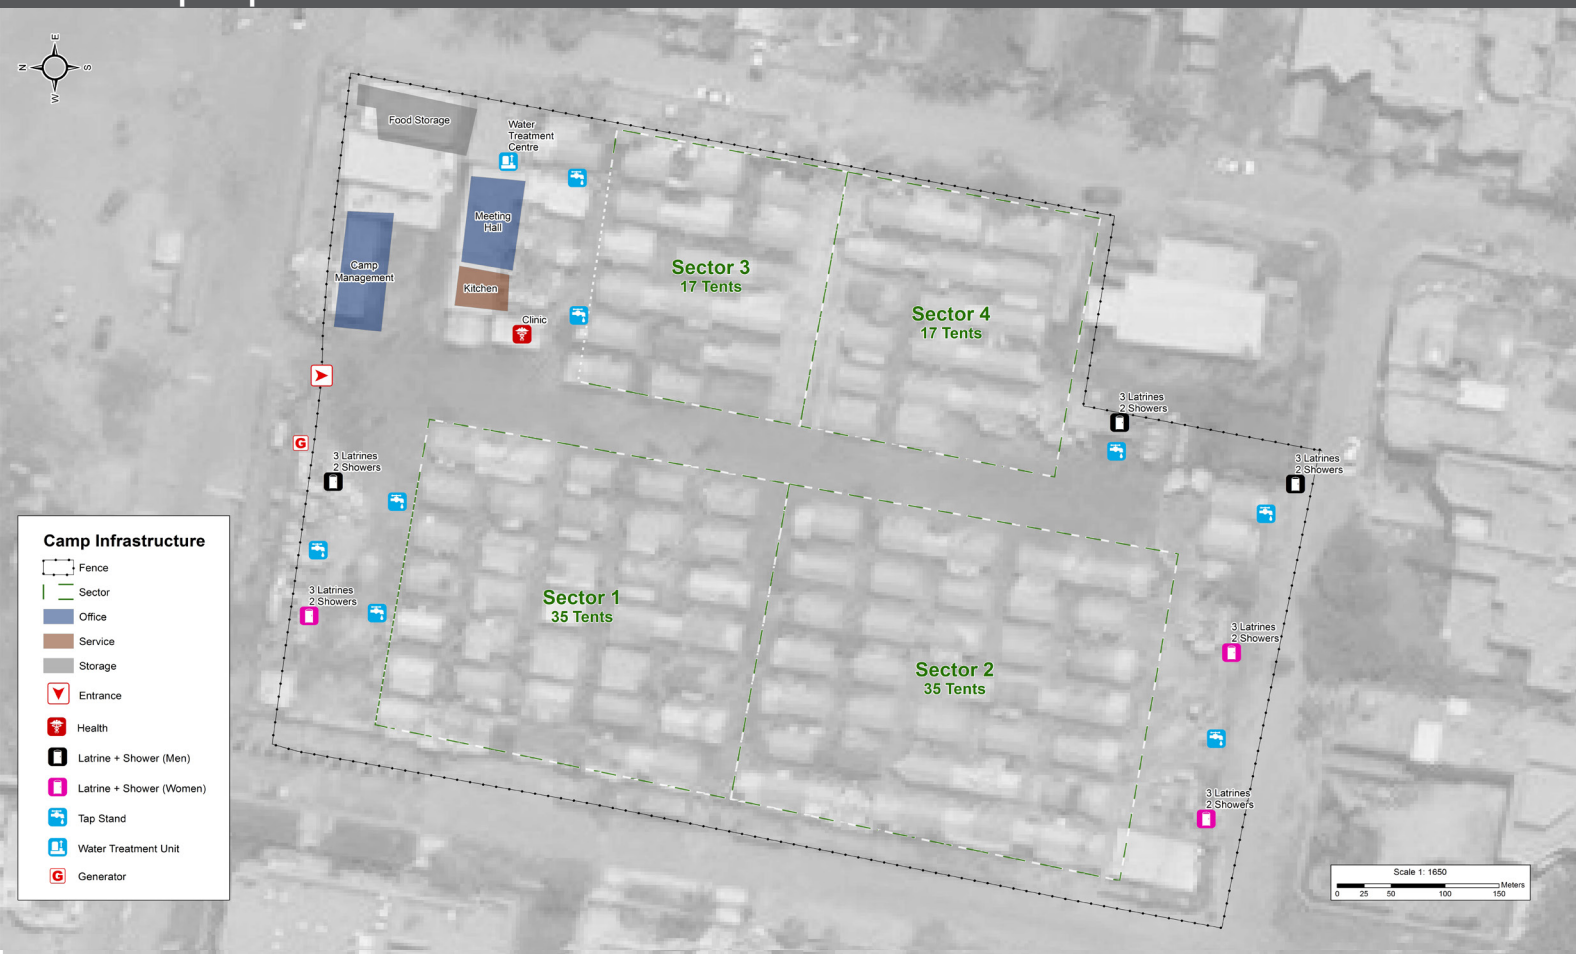 E
N
S
W
Food Storage
Water
Treatment
Centre
Meeting
Hall
Camp
Management
Kitchen
Clinic
Sector 3
17 Tents
Sector 4
17 Tents
3 Latrines
2 Showers
3 Latrines
2 Showers
G
3 Latrines
2 Showers
3 Latrines
2 Showers
Sector 1
35 Tents
Sector 2
35 Tents
3 Latrines
2 Showers
3 Latrines
2 Showers
Camp Infrastructure
Fence
Sector
Office
Service
Storage
Entrance
Health
Latrine + Shower (Men)
Latrine + Shower (Women)
Tap Stand
Water Treatment Unit
G Generator
Scale 1: 1650
Meters
0 25 50 100 150